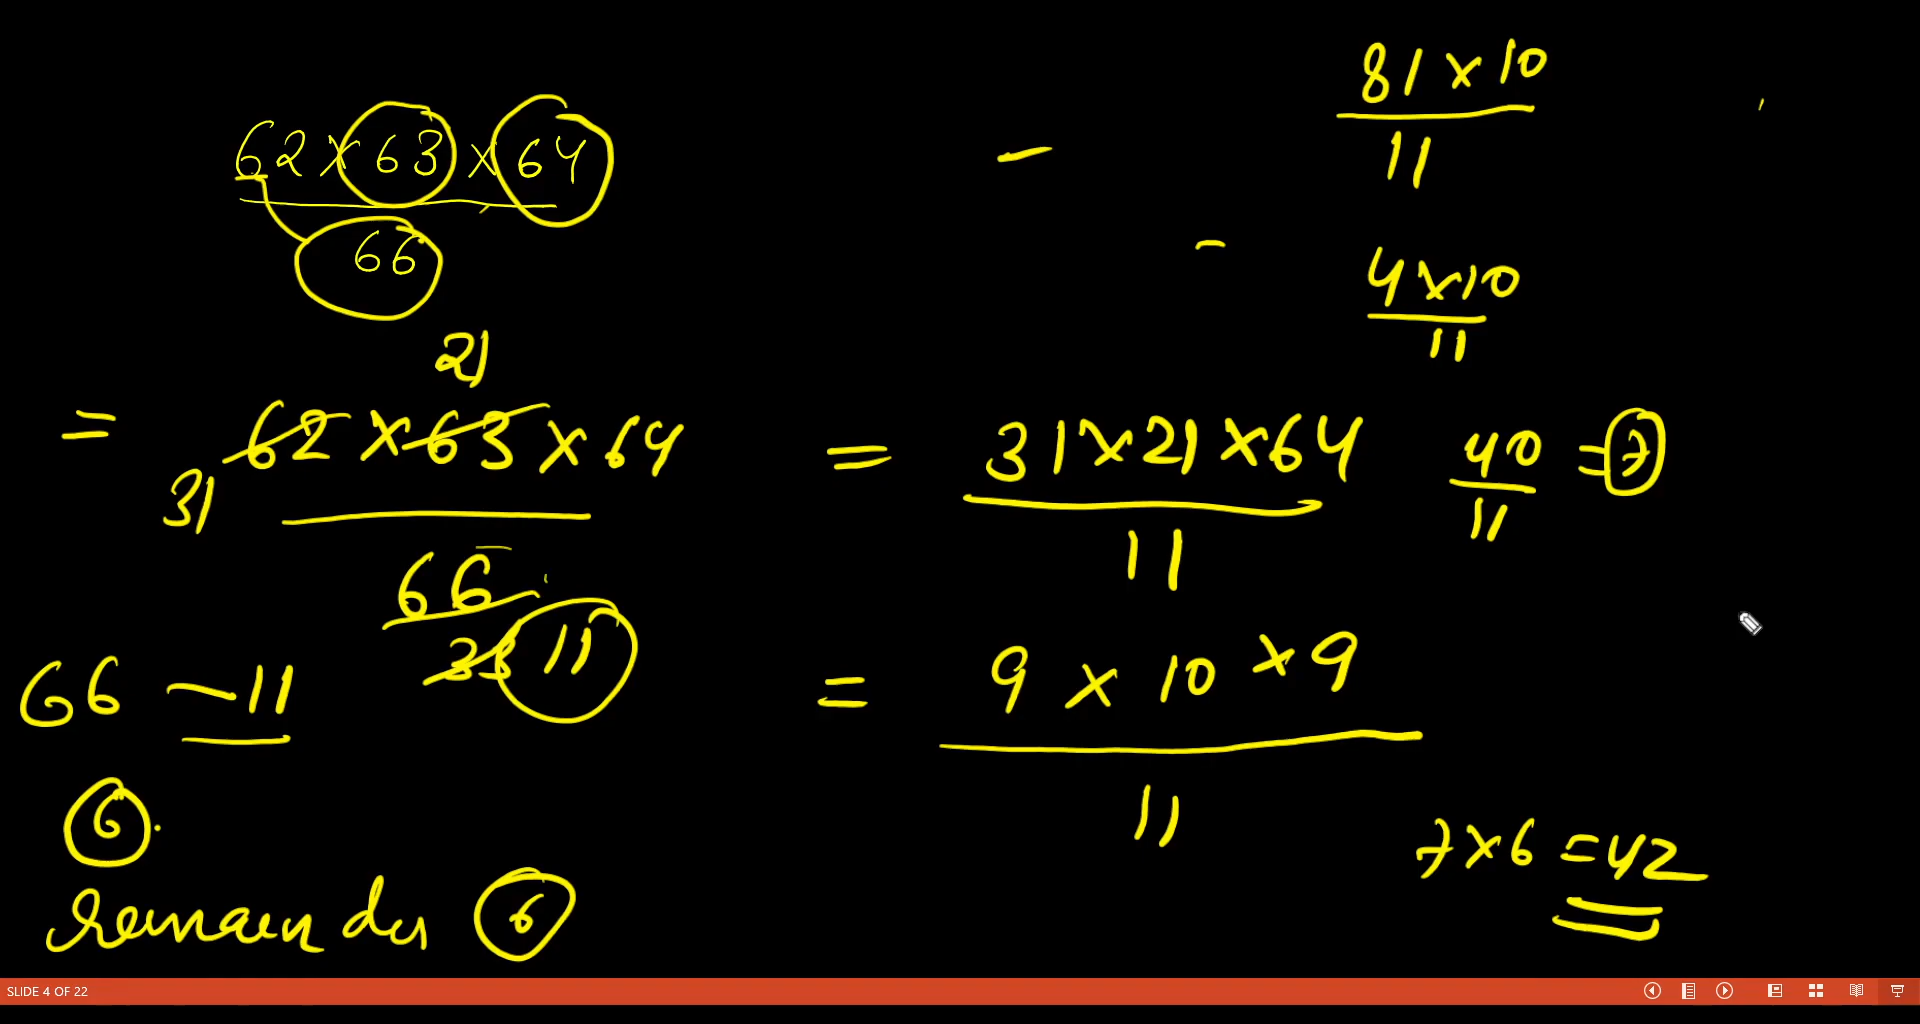 62 × 63 × 64
66
-
81 × 10
11
-
4 × 10
11
21
= 62 × 63 × 64
31
66
33 11
= 31 × 21 × 64
11
40 = 7
11
66 — 11
6
remainder 6
= 9 × 10 × 9
11
7 × 6 = 42
SLIDE 4 OF 22